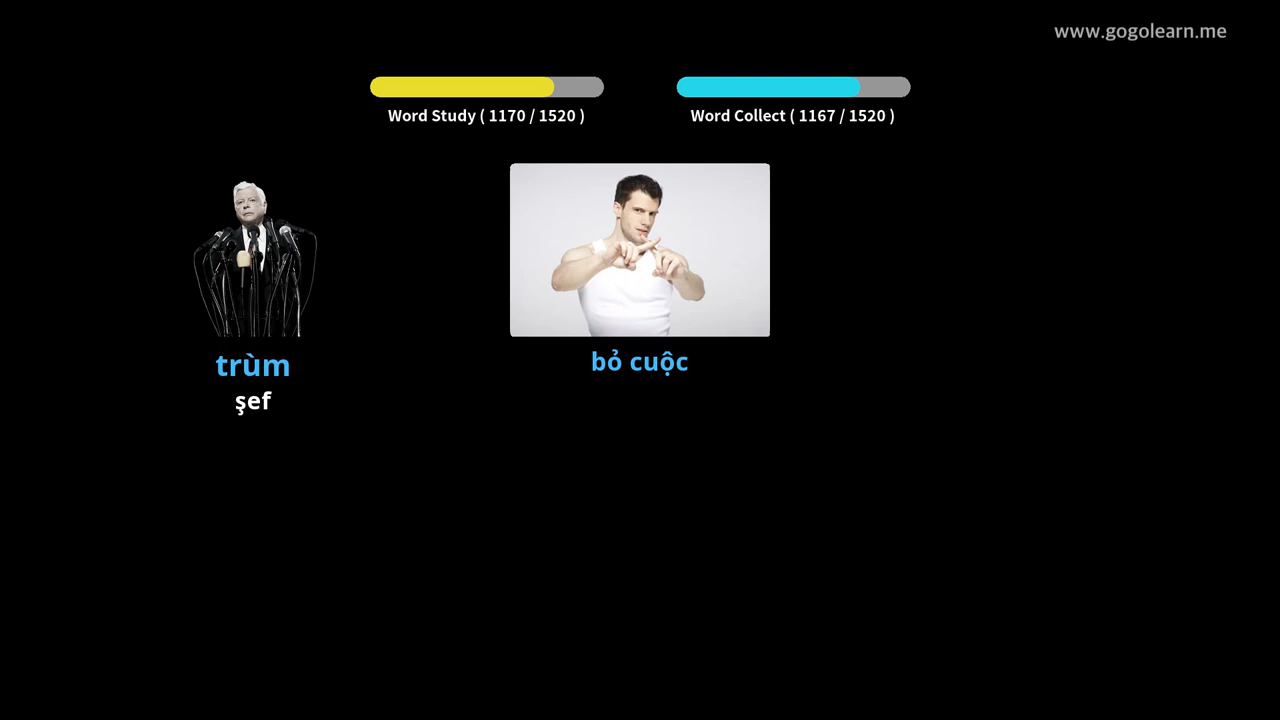 www.gogolearn.me
Word Study ( 1170 / 1520 )
Word Collect ( 1167 / 1520 )
trùm
şef
bỏ cuộc